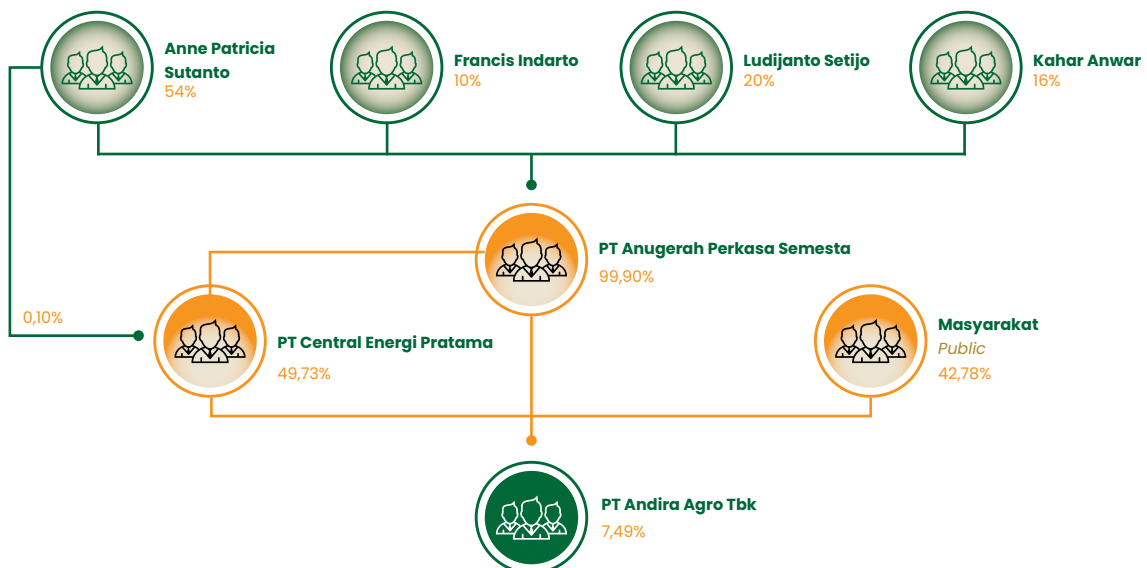 Anne Patricia
Sutanto
54%
Francis Indarto
10%
Ludijanto Setijo
20%
Kahar Anwar
16%
PT Anugerah Perkasa Semesta
99,90%
0,10%
PT Central Energi Pratama
49,73%
Masyarakat
Public
42,78%
PT Andira Agro Tbk
7,49%